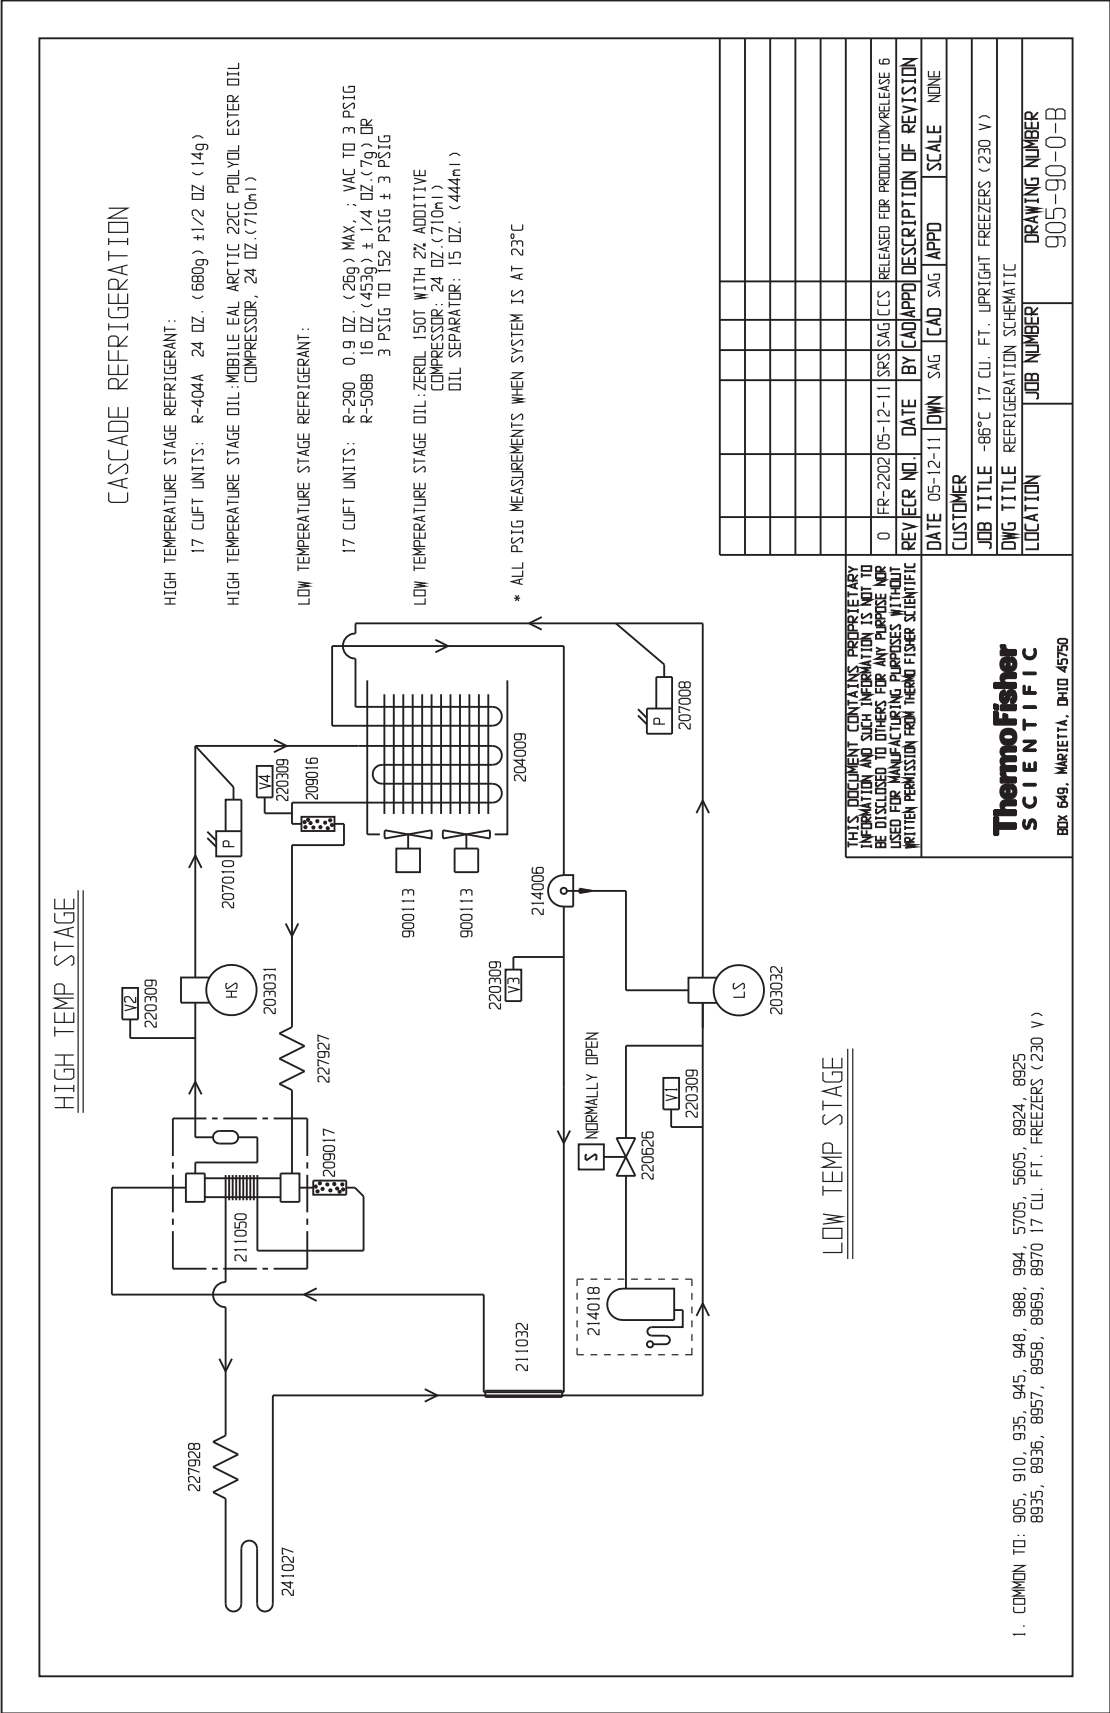 HIGH TEMP STAGE
CASCADE REFRIGERATION
HIGH TEMPERATURE STAGE REFRIGERANT:
17 CUFT UNITS: R-404A 24 OZ. (680g) ±1/2 OZ (14g)
HIGH TEMPERATURE STAGE OIL:MOBILE EAL ARCTIC 22CC POLYOL ESTER OIL
COMPRESSOR, 24 OZ.(710ml)
LOW TEMPERATURE STAGE REFRIGERANT:
17 CUFT UNITS: R-290 0.9 OZ. (26g) MAX, ; VAC TO 3 PSIG
R-508B 16 OZ (453g) ± 1/4 OZ.(7g) OR
3 PSIG TO 152 PSIG ± 3 PSIG
LOW TEMPERATURE STAGE OIL:ZEROL 150T WITH 2% ADDITIVE
COMPRESSOR: 24 OZ.(710ml)
OIL SEPARATOR: 15 OZ. (444ml)
* ALL PSIG MEASUREMENTS WHEN SYSTEM IS AT 23°C
V2
220309
HS
203031
P
207010
V4
220309
209016
204009
900113
900113
227927
209017
211050
227928
241027
211032
214006
220309
V3
NORMALLY OPEN
S
220626
214018
V1
220309
LS
203032
P
207008
LOW TEMP STAGE
1. COMMON TO: 905, 910, 935, 945, 948, 988, 994, 5705, 5605, 8924, 8925
8935, 8936, 8957, 8958, 8969, 8970 17 CU. FT. FREEZERS (230 V)
THIS DOCUMENT CONTAINS PROPRIETARY
INFORMATION AND SUCH INFORMATION IS NOT TO
BE DISCLOSED TO OTHERS FOR ANY PURPOSE NOR
USED FOR MANUFACTURING PURPOSES WITHOUT
WRITTEN PERMISSION FROM THERMO FISHER SCIENTIFIC
ThermoFisher
SCIENTIFIC
BOX 649, MARIETTA, OHIO 45750
0 FR-2202 05-12-11 SRS SAG CCS RELEASED FOR PRODUCTION/RELEASE 6
REV ECR NO. DATE BY CAD APPD DESCRIPTION OF REVISION
DATE 05-12-11 DWN SAG CAD SAG APPD SCALE NONE
CUSTOMER
JOB TITLE -86°C 17 CU. FT. UPRIGHT FREEZERS (230 V)
DWG TITLE REFRIGERATION SCHEMATIC
LOCATION JOB NUMBER DRAWING NUMBER
905-90-0-B